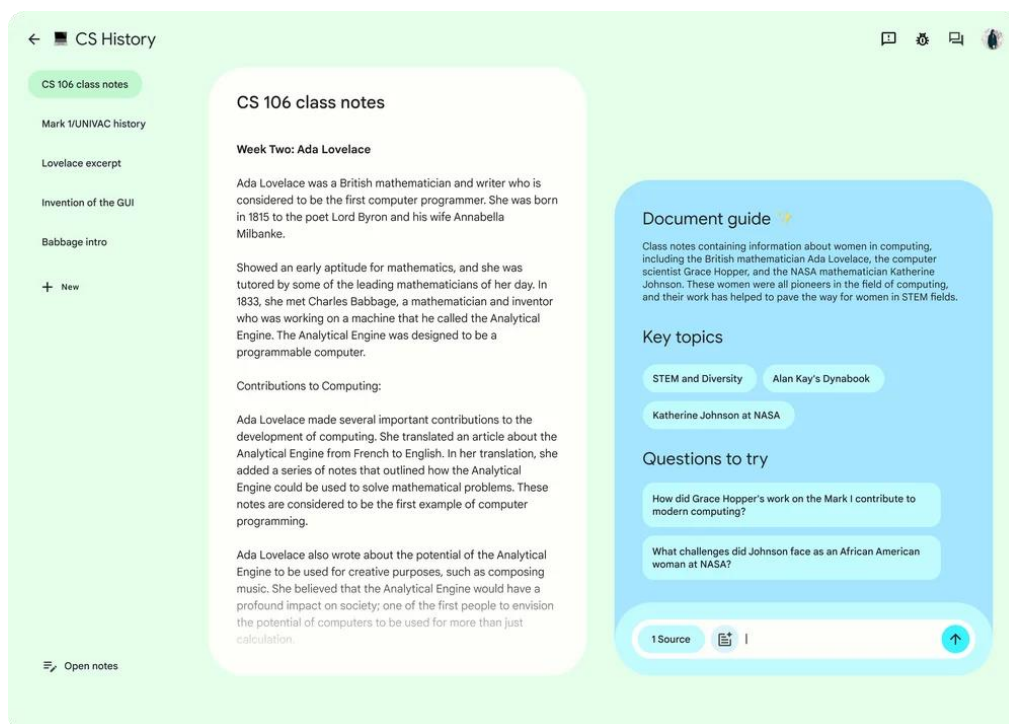 CS History
CS 106 class notes
Mark 1/UNIVAC history
Lovelace excerpt
Invention of the GUI
Babbage intro
New
Open notes
CS 106 class notes
Week Two: Ada Lovelace
Ada Lovelace was a British mathematician and writer who is
considered to be the first computer programmer. She was born
in 1815 to the poet Lord Byron and his wife Annabella
Milbanke.
Showed an early aptitude for mathematics, and she was
tutored by some of the leading mathematicians of her day. In
1833, she met Charles Babbage, a mathematician and inventor
who was working on a machine that he called the Analytical
Engine. The Analytical Engine was designed to be a
programmable computer.
Contributions to Computing:
Ada Lovelace made several important contributions to the
development of computing. She translated an article about the
Analytical Engine from French to English. In her translation, she
added a series of notes that outlined how the Analytical
Engine could be used to solve mathematical problems. These
notes are considered to be the first example of computer
programming.
Ada Lovelace also wrote about the potential of the Analytical
Engine to be used for creative purposes, such as composing
music. She believed that the Analytical Engine would have a
profound impact on society; one of the first people to envision
the potential of computers to be used for more than just
calculation.
Document guide
Class notes containing information about women in computing,
including the British mathematician Ada Lovelace, the computer
scientist Grace Hopper, and the NASA mathematician Katherine
Johnson. These women were all pioneers in the field of computing,
and their work has helped to pave the way for women in STEM fields.
Key topics
STEM and Diversity
Alan Kay's Dynabook
Katherine Johnson at NASA
Questions to try
How did Grace Hopper's work on the Mark I contribute to
modern computing?
What challenges did Johnson face as an African American
woman at NASA?
1 Source